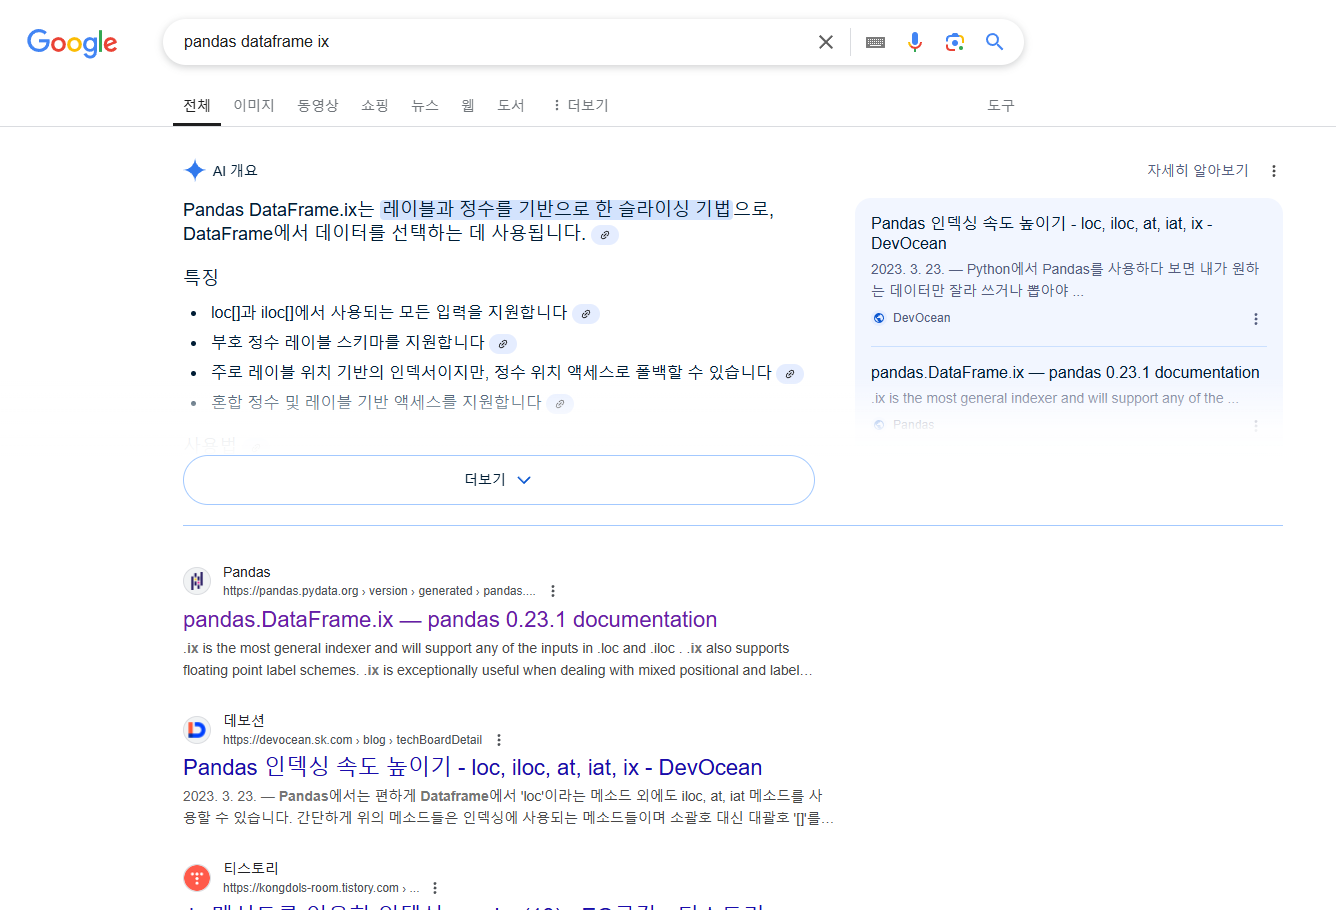 Google
pandas dataframe ix
전체 이미지 동영상 쇼핑 뉴스 웹 도서 더보기 도구
AI 개요
자세히 알아보기
Pandas DataFrame.ix는 레이블과 정수를 기반으로 한 슬라이싱 기법으로,
DataFrame에서 데이터를 선택하는 데 사용됩니다.
특징
loc[]과 iloc[]에서 사용되는 모든 입력을 지원합니다
부호 정수 레이블 스키마를 지원합니다
주로 레이블 위치 기반의 인덱서이지만, 정수 위치 액세스로 폴백할 수 있습니다
혼합 정수 및 레이블 기반 액세스를 지원합니다
사용법
더보기
Pandas 인덱싱 속도 높이기 - loc, iloc, at, iat, ix -
DevOcean
2023. 3. 23. — Python에서 Pandas를 사용하다 보면 내가 원하
는 데이터만 잘라 쓰거나 뽑아야 ...
DevOcean
pandas.DataFrame.ix — pandas 0.23.1 documentation
.ix is the most general indexer and will support any of the ...
Pandas
Pandas
https://pandas.pydata.org › version › generated › pandas....
pandas.DataFrame.ix — pandas 0.23.1 documentation
.ix is the most general indexer and will support any of the inputs in .loc and .iloc . .ix also supports
floating point label schemes. .ix is exceptionally useful when dealing with mixed positional and label…
데보션
https://devocean.sk.com › blog › techBoardDetail
Pandas 인덱싱 속도 높이기 - loc, iloc, at, iat, ix - DevOcean
2023. 3. 23. — Pandas에서는 편하게 Dataframe에서 'loc'이라는 메소드 외에도 iloc, at, iat 메소드를 사
용할 수 있습니다. 간단하게 위의 메소드들은 인덱싱에 사용되는 메소드들이며 소괄호 대신 대괄호 '[]'를…
티스토리
https://kongdols-room.tistory.com › ...